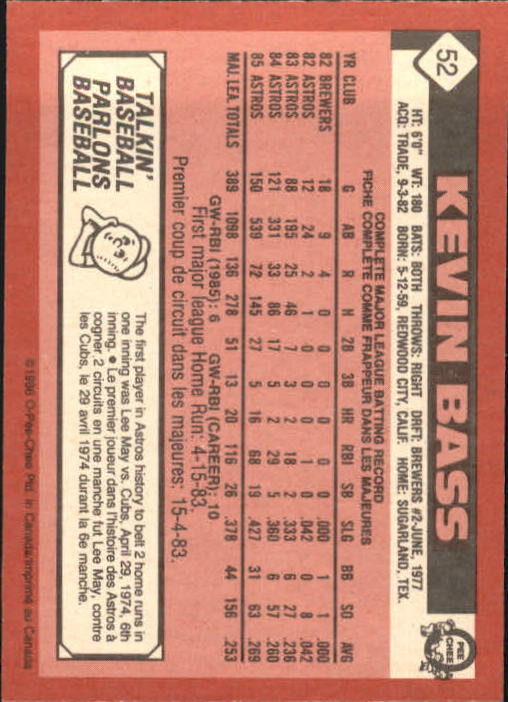 52
KEVIN BASS
O PEE CHEE
HT: 6'0" WT: 180 BATS: BOTH THROWS: RIGHT DRFT: BREWERS #2-JUNE, 1977
ACQ: TRADE, 9-3-82 BORN: 5-12-59, REDWOOD CITY, CALIF. HOME: SUGARLAND, TEX.
COMPLETE MAJOR LEAGUE BATTING RECORD
FICHE COMPLÈTE COMME FRAPPEUR DANS LES MAJEURES
YR CLUB G AB R H 2B 3B HR RBI SB SLG BB SO AVG
82 BREWERS 18 9 4 0 0 0 0 0 0 .000 1 1 .000
82 ASTROS 12 24 2 1 0 0 0 1 0 .042 0 8 .042
83 ASTROS 88 195 25 46 7 3 2 18 2 .333 6 27 .236
84 ASTROS 121 331 33 86 17 5 2 29 5 .360 6 57 .260
85 ASTROS 150 539 72 145 27 5 16 68 19 .427 31 63 .269
MAJ. LEA. TOTALS 389 1098 136 278 51 13 20 116 26 .378 44 156 .253
GW-RBI (1985): 6 GW-RBI (CAREER): 10
First major league Home Run: 4-15-83.
Premier coup de circuit dans les majeures: 15-4-83.
TALKIN'
BASEBALL
PARLONS
BASEBALL
The first player in Astros history to belt 2 home runs in
one inning was Lee May vs. Cubs, April 29, 1974, 6th
inning. • Le premier joueur dans l'histoire des Astros à
cogner 2 circuits en une manche fut Lee May, contre
les Cubs, le 29 avril 1974 durant la 6e manche.
©1986 O-Pee-Chee Ptd. in Canada/Imprimé au Canada